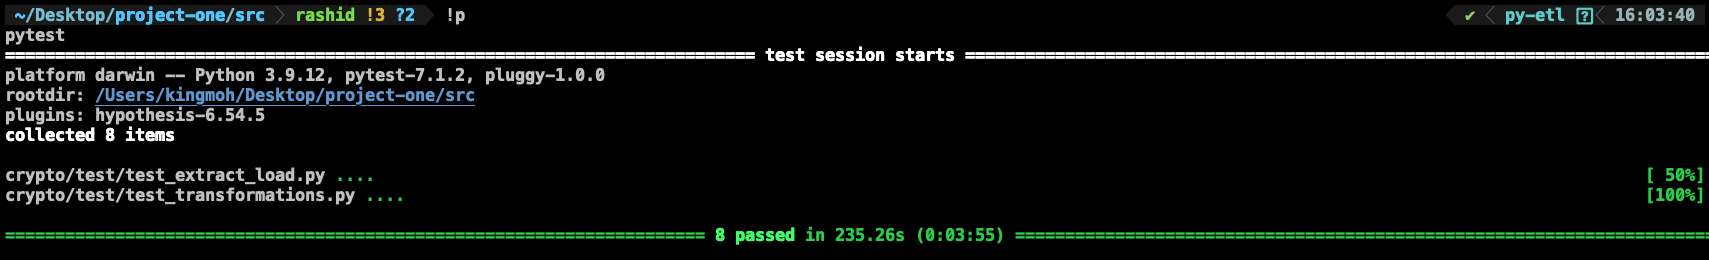 ~/Desktop/project-one/src rashid !3 ?2 !p ✔ py-etl ? 16:03:40
pytest
=========================================================================== test session starts ===========================================================================
platform darwin -- Python 3.9.12, pytest-7.1.2, pluggy-1.0.0
rootdir: /Users/kingmoh/Desktop/project-one/src
plugins: hypothesis-6.54.5
collected 8 items
crypto/test/test_extract_load.py .... [ 50%]
crypto/test/test_transformations.py .... [100%]
====================================================================== 8 passed in 235.26s (0:03:55) ======================================================================